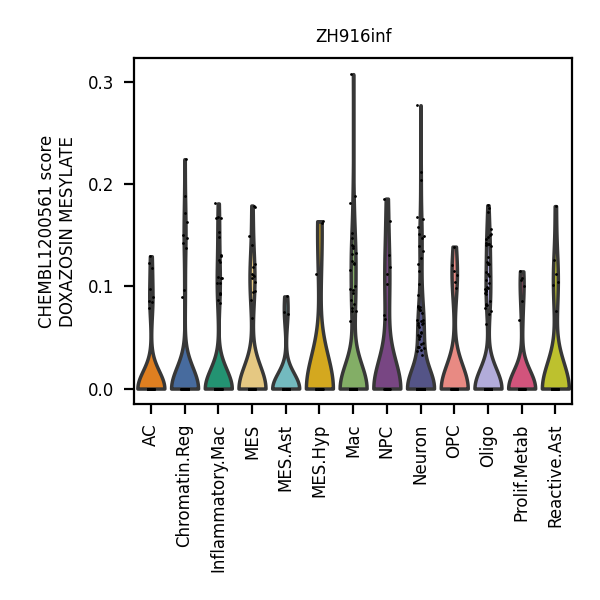 ZH916inf
CHEMBL1200561 score
DOXAZOSIN MESYLATE
0.3
0.2
0.1
0.0
AC
Chromatin.Reg
Inflammatory.Mac
MES
MES.Ast
MES.Hyp
Mac
NPC
Neuron
OPC
Oligo
Prolif.Metab
Reactive.Ast